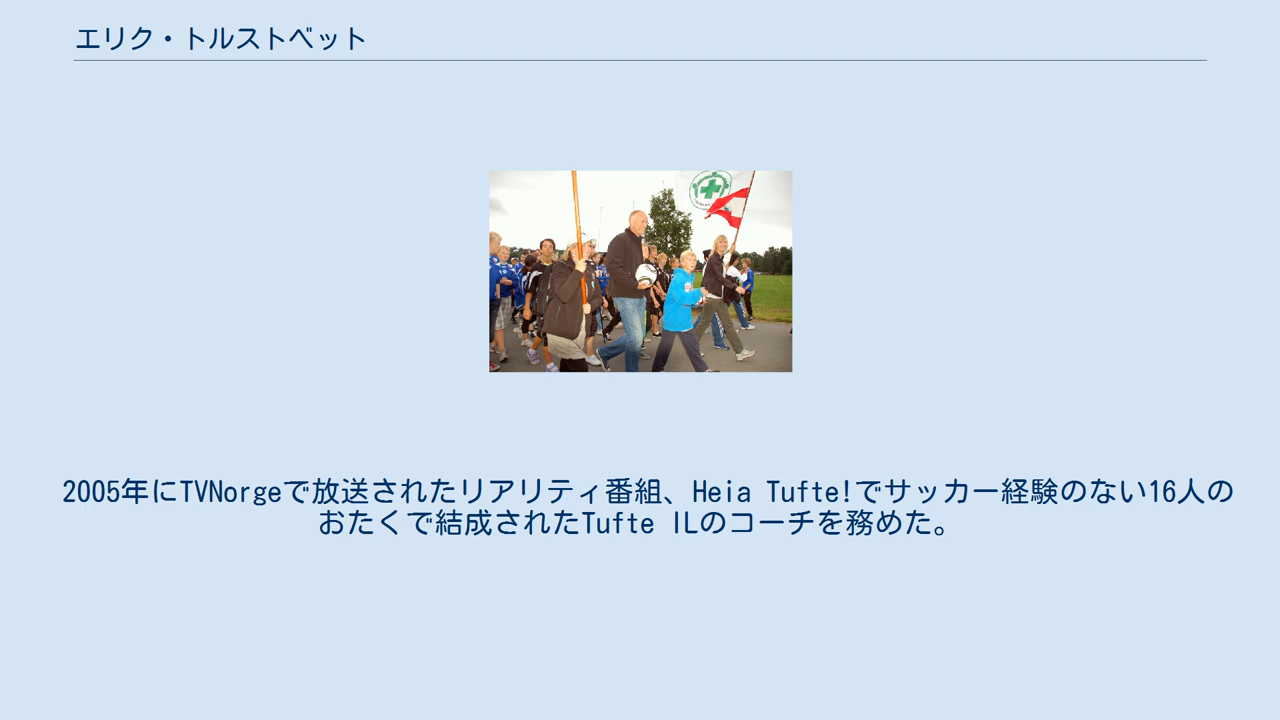 エリク・トルストベット
2005年にTVNorgeで放送されたリアリティ番組、Heia Tufte!でサッカー経験のない16人の
おたくで結成されたTufte ILのコーチを務めた。